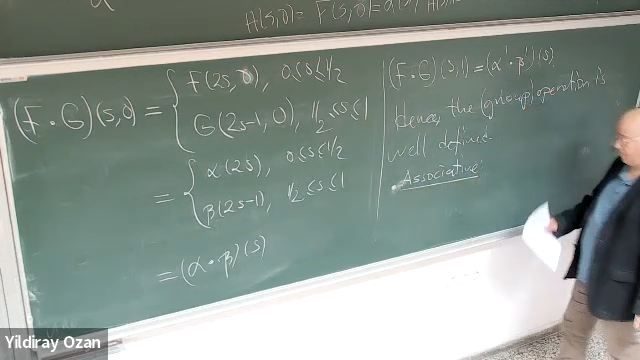 H(s,0) = F(s,0) = α(s), H(s,1)
(F·G)(s,0) = { F(2s,0), 0≤s≤1/2
G(2s-1,0), 1/2≤s≤1
= { α(2s), 0≤s≤1/2
β(2s-1), 1/2≤s≤1
= (α·β)(s)
(F·G)(s,1) = (α'·β')(s).
Hence, the (group) operation is
well defined.
Associative:
Yildiray Ozan